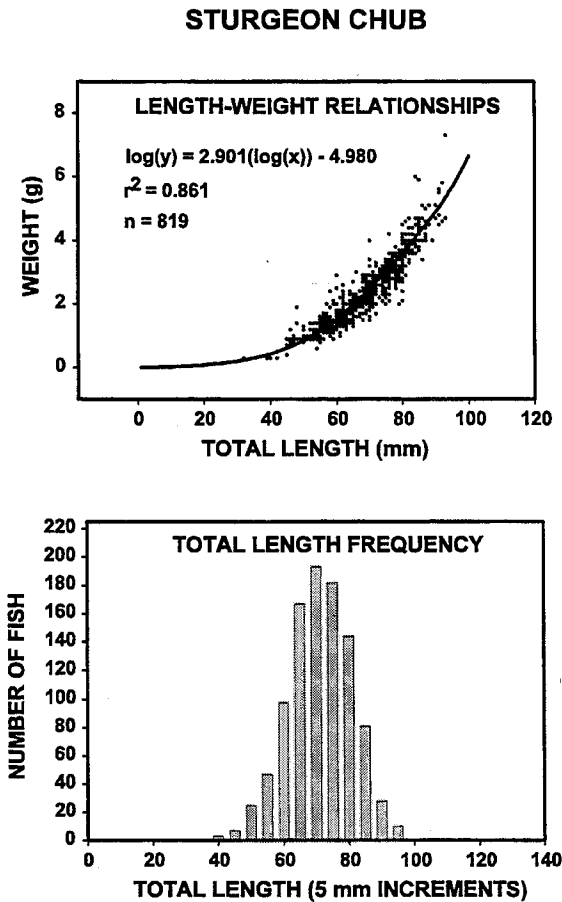 STURGEON CHUB
LENGTH-WEIGHT RELATIONSHIPS
log(y) = 2.901(log(x)) - 4.980
r² = 0.861
n = 819
WEIGHT (g)
8
6
4
2
0
0 20 40 60 80 100 120
TOTAL LENGTH (mm)
TOTAL LENGTH FREQUENCY
NUMBER OF FISH
220
200
180
160
140
120
100
80
60
40
20
0
0 20 40 60 80 100 120 140
TOTAL LENGTH (5 mm INCREMENTS)